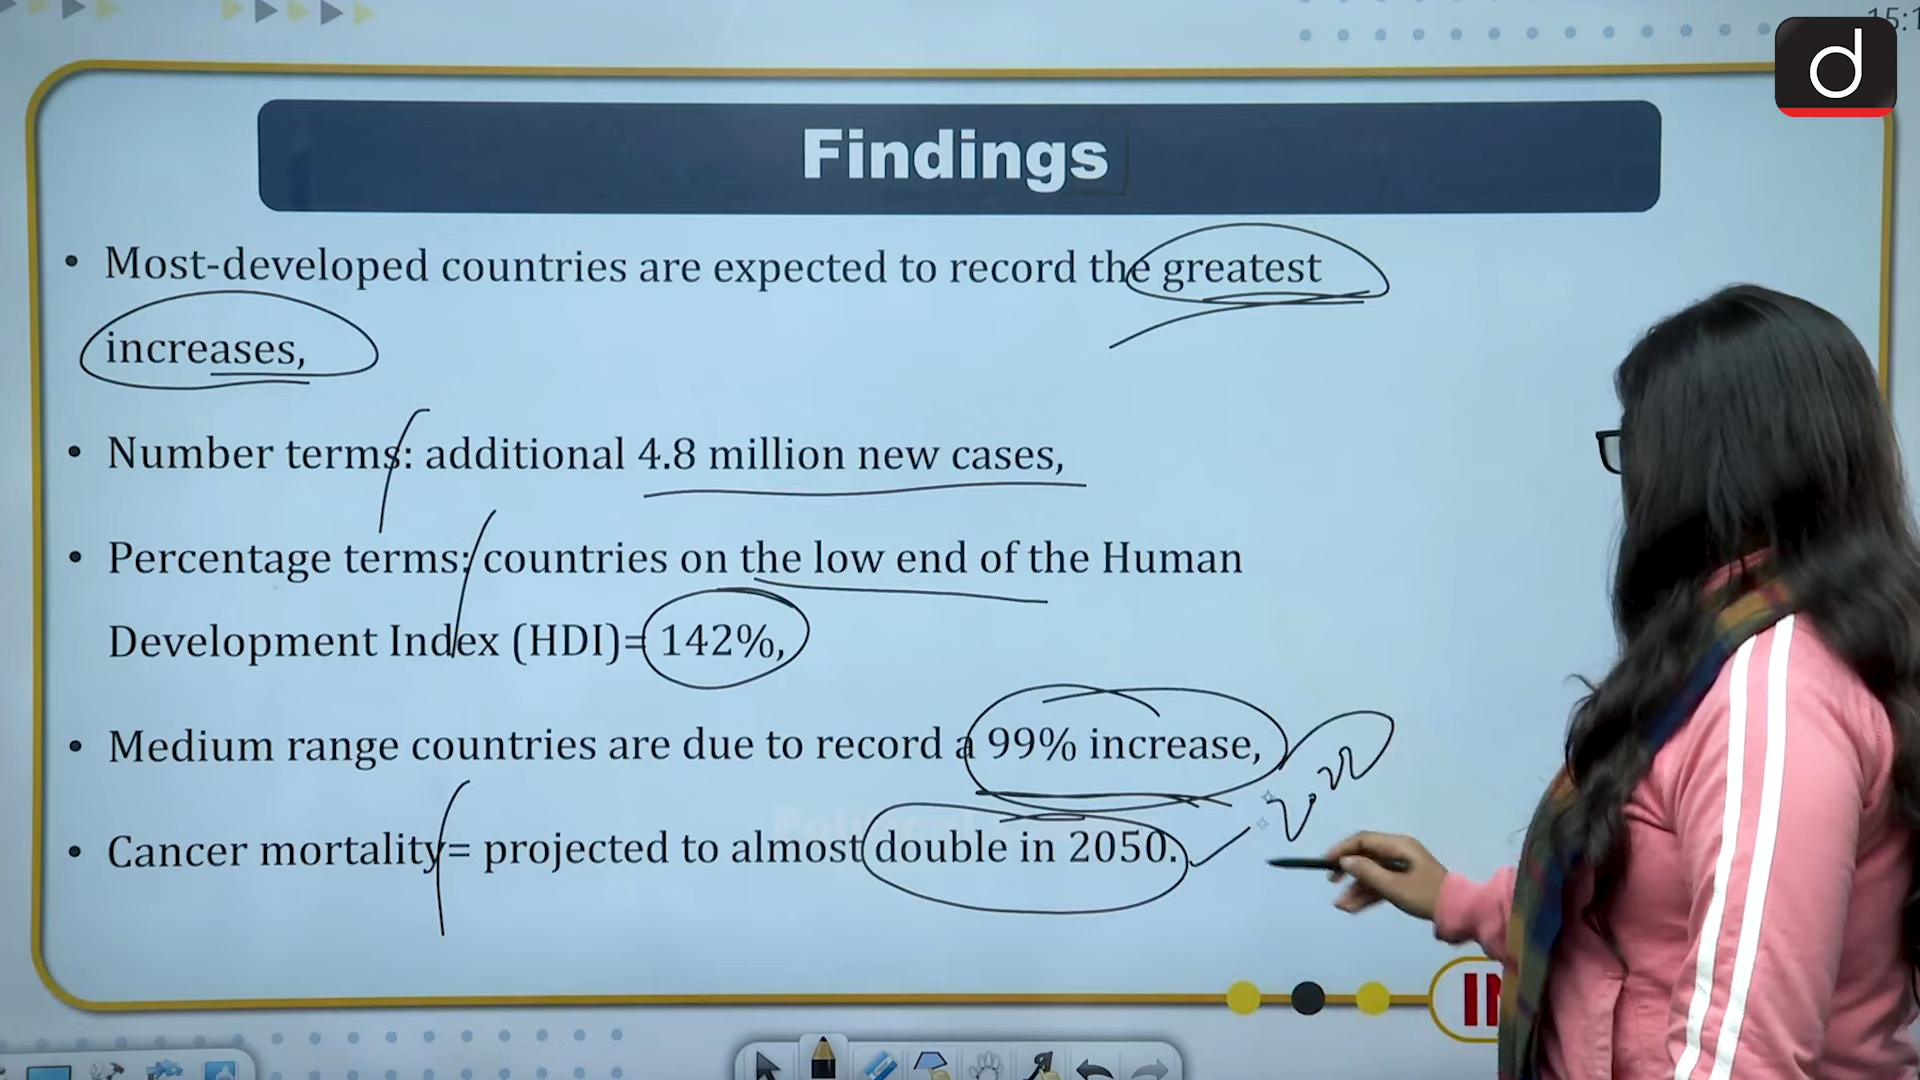 15:1
d
Findings
• Most-developed countries are expected to record the greatest
increases,
• Number terms: additional 4.8 million new cases,
• Percentage terms: countries on the low end of the Human
Development Index (HDI)= 142%,
• Medium range countries are due to record a 99% increase,
• Cancer mortality= projected to almost double in 2050.